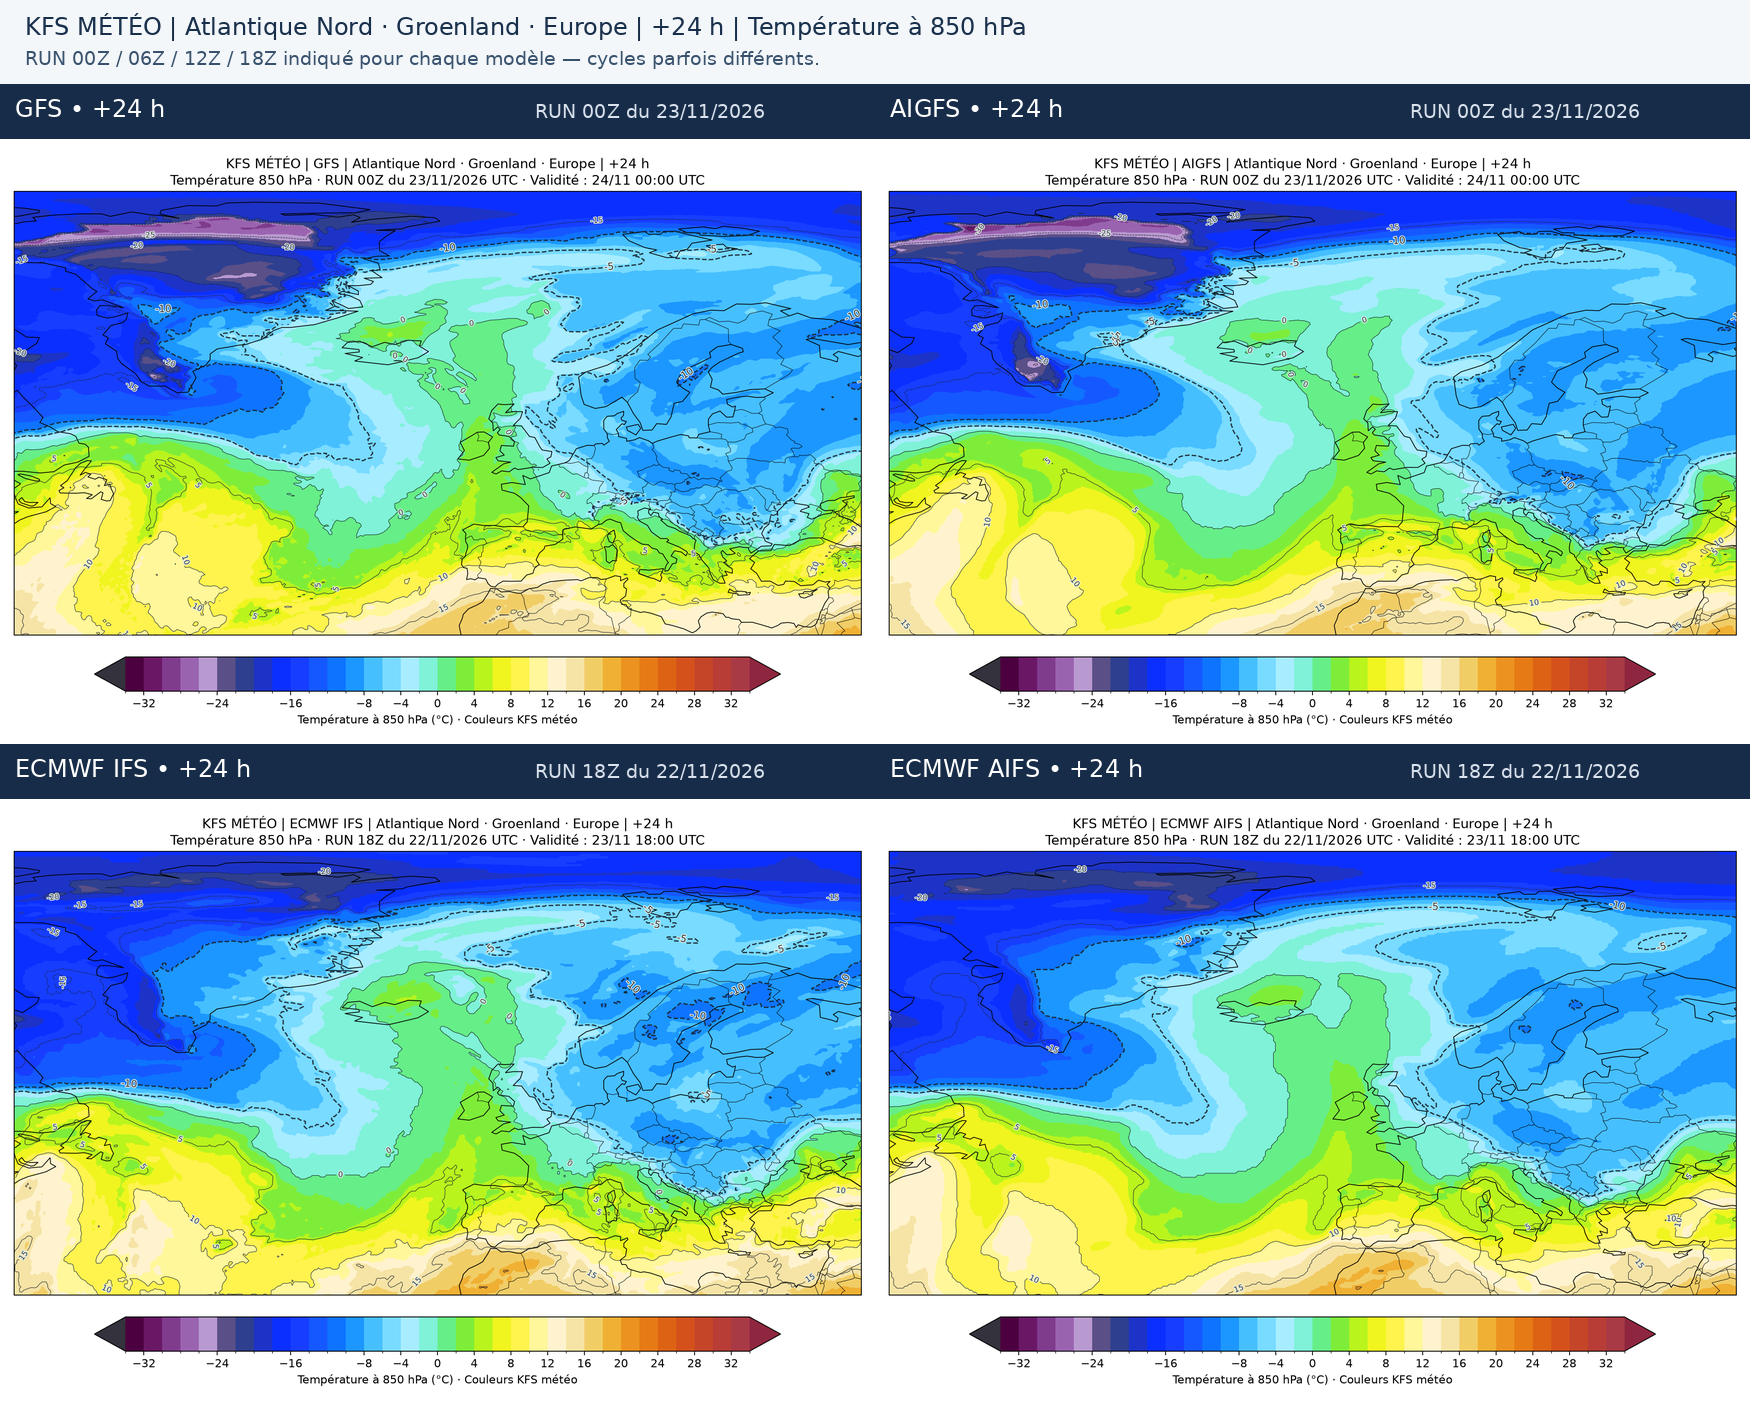 KFS MÉTÉO | Atlantique Nord · Groenland · Europe | +24 h | Température à 850 hPa
RUN 00Z / 06Z / 12Z / 18Z indiqué pour chaque modèle — cycles parfois différents.
GFS • +24 h
RUN 00Z du 23/11/2026
AIGFS • +24 h
RUN 00Z du 23/11/2026
KFS MÉTÉO | GFS | Atlantique Nord · Groenland · Europe | +24 h
Température 850 hPa · RUN 00Z du 23/11/2026 UTC · Validité : 24/11 00:00 UTC
KFS MÉTÉO | AIGFS | Atlantique Nord · Groenland · Europe | +24 h
Température 850 hPa · RUN 00Z du 23/11/2026 UTC · Validité : 24/11 00:00 UTC
−32 −24 −16 −8 −4 0 4 8 12 16 20 24 28 32
Température à 850 hPa (°C) · Couleurs KFS météo
−32 −24 −16 −8 −4 0 4 8 12 16 20 24 28 32
Température à 850 hPa (°C) · Couleurs KFS météo
ECMWF IFS • +24 h
RUN 18Z du 22/11/2026
ECMWF AIFS • +24 h
RUN 18Z du 22/11/2026
KFS MÉTÉO | ECMWF IFS | Atlantique Nord · Groenland · Europe | +24 h
Température 850 hPa · RUN 18Z du 22/11/2026 UTC · Validité : 23/11 18:00 UTC
KFS MÉTÉO | ECMWF AIFS | Atlantique Nord · Groenland · Europe | +24 h
Température 850 hPa · RUN 18Z du 22/11/2026 UTC · Validité : 23/11 18:00 UTC
−32 −24 −16 −8 −4 0 4 8 12 16 20 24 28 32
Température à 850 hPa (°C) · Couleurs KFS météo
−32 −24 −16 −8 −4 0 4 8 12 16 20 24 28 32
Température à 850 hPa (°C) · Couleurs KFS météo